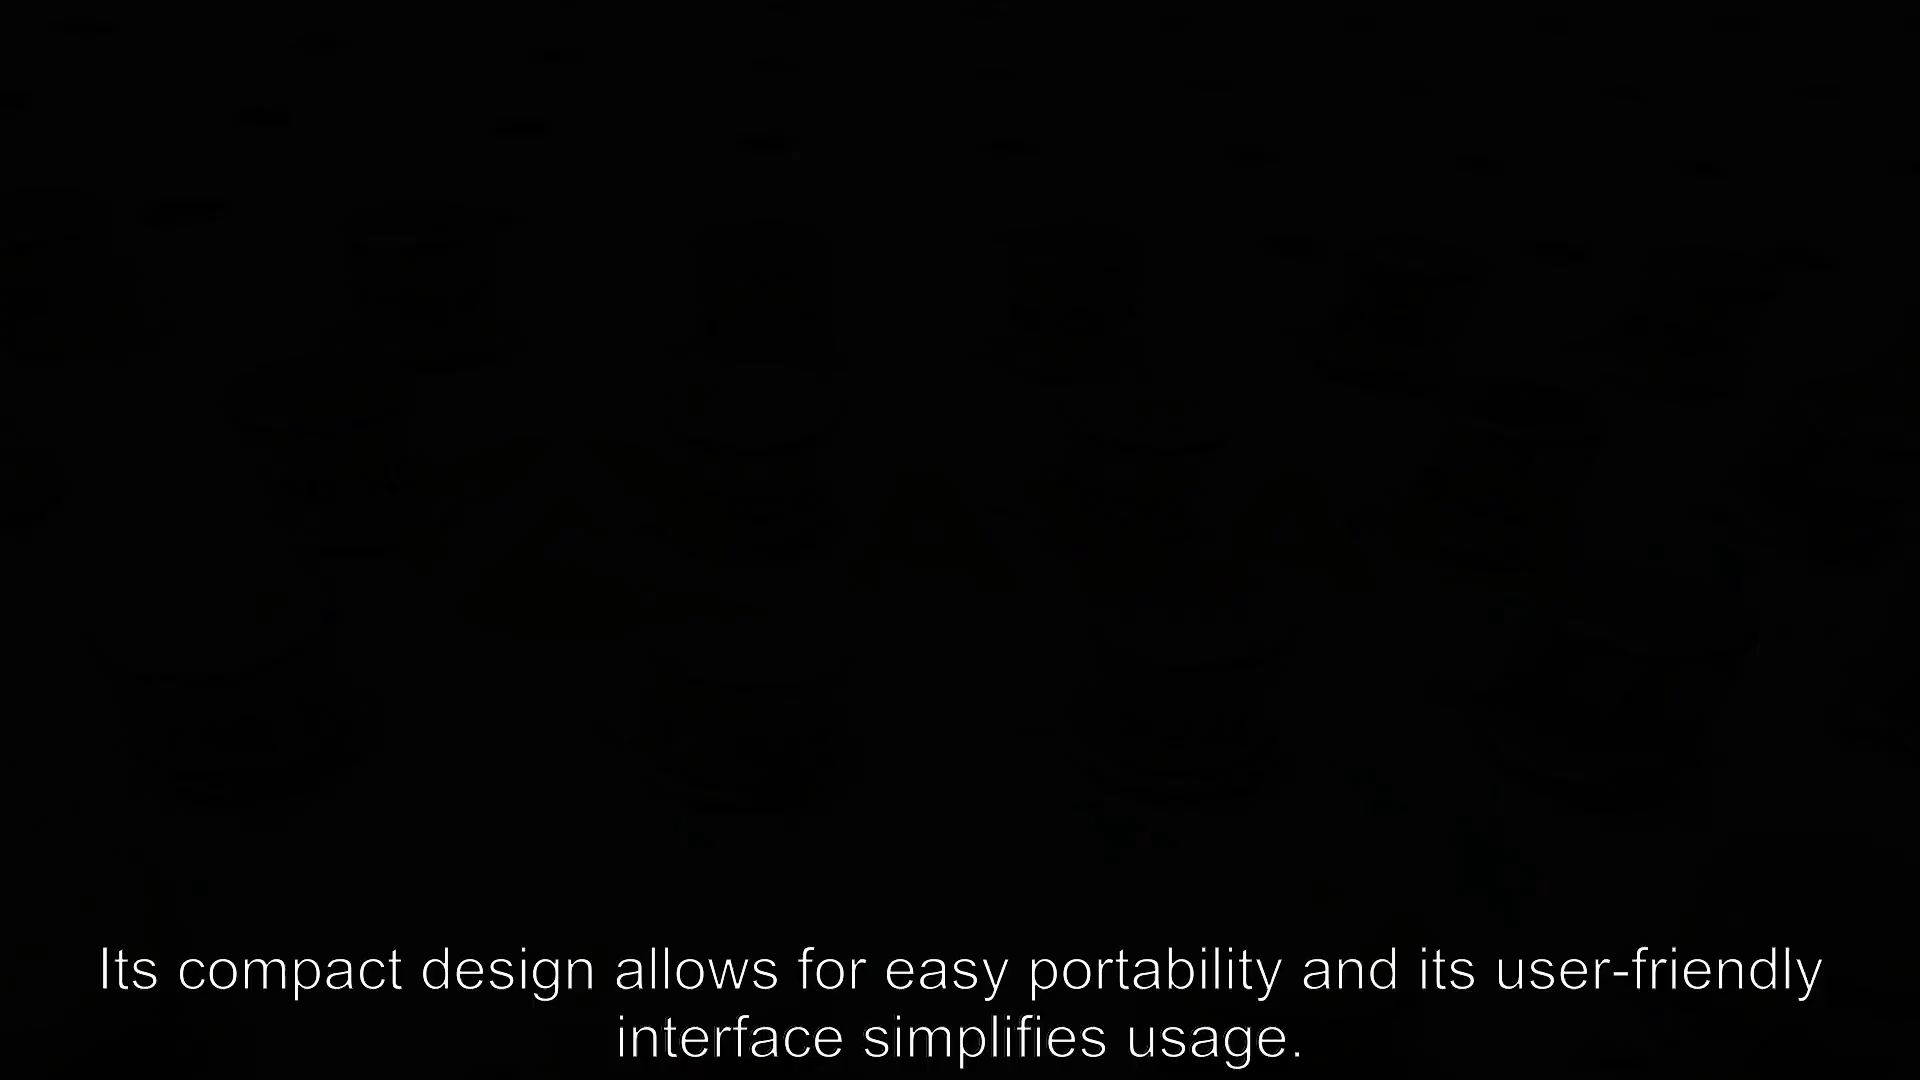 Its compact design allows for easy portability and its user-friendly
interface simplifies usage.